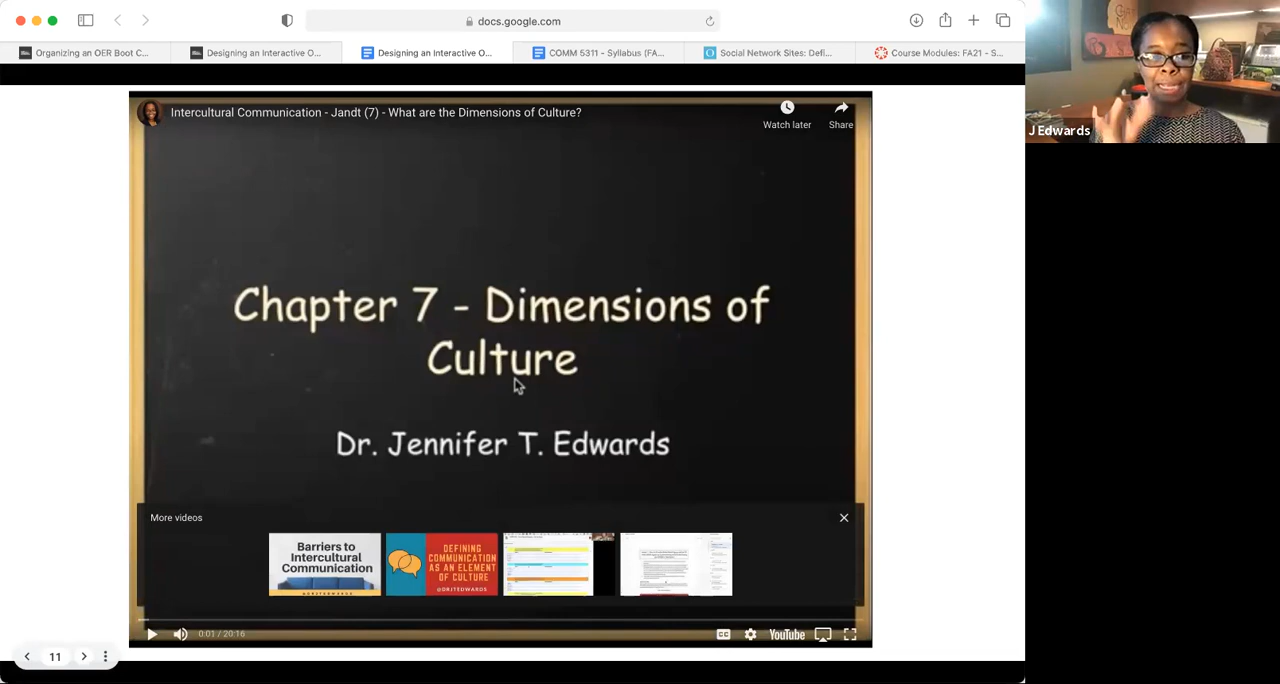 docs.google.com
Organizing an OER Boot C...
Designing an Interactive O...
Designing an Interactive O...
COMM 5311 - Syllabus (FA...
Social Network Sites: Defi...
Course Modules: FA21 - S...
Intercultural Communication - Jandt (7) - What are the Dimensions of Culture?
Watch later
Share
J Edwards
Chapter 7 - Dimensions of
Culture
Dr. Jennifer T. Edwards
More videos
Barriers to
Intercultural
Communication
@DRJTEDWARDS
DEFINING
COMMUNICATION
AS AN ELEMENT
OF CULTURE
@DRJTEDWARDS
0:01 / 20:16
CC
YouTube
11